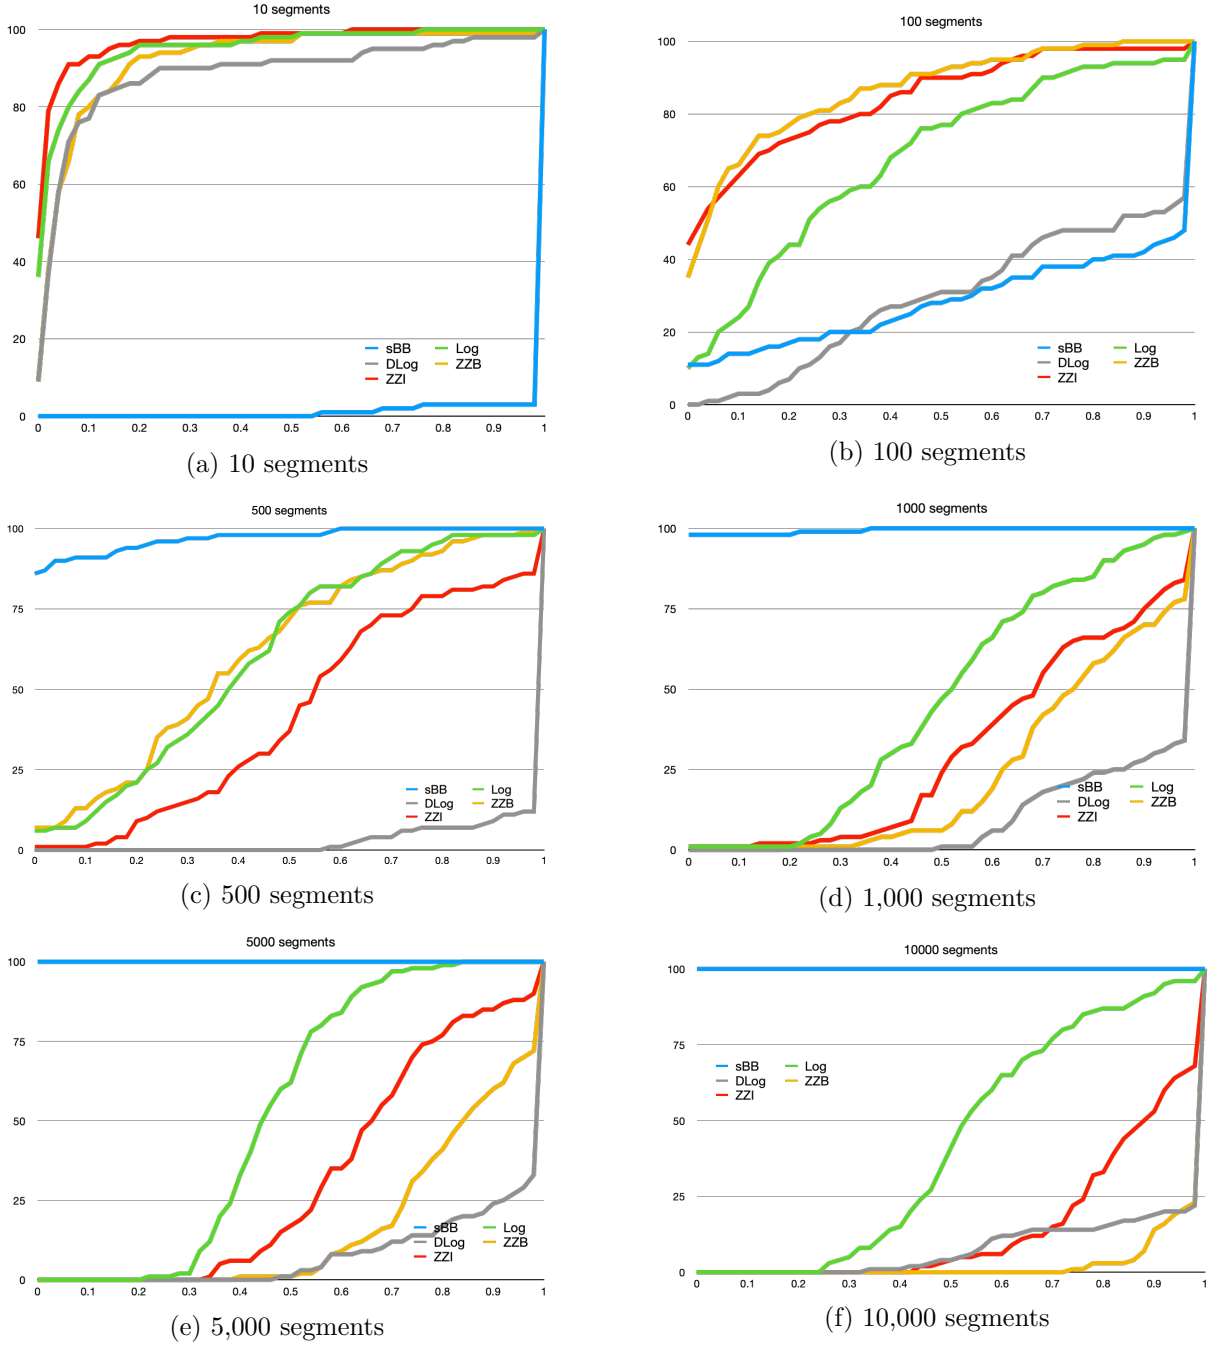 10 segments
100
80
60
40
20
0
0 0.1 0.2 0.3 0.4 0.5 0.6 0.7 0.8 0.9 1
sBB Log
DLog ZZB
ZZI
(a) 10 segments
100 segments
100
80
60
40
20
0
0 0.1 0.2 0.3 0.4 0.5 0.6 0.7 0.8 0.9 1
sBB Log
DLog ZZB
ZZI
(b) 100 segments
500 segments
100
75
50
25
0
0 0.1 0.2 0.3 0.4 0.5 0.6 0.7 0.8 0.9 1
sBB Log
DLog ZZB
ZZI
(c) 500 segments
1000 segments
100
75
50
25
0
0 0.1 0.2 0.3 0.4 0.5 0.6 0.7 0.8 0.9 1
sBB Log
DLog ZZB
ZZI
(d) 1,000 segments
5000 segments
100
75
50
25
0
0 0.1 0.2 0.3 0.4 0.5 0.6 0.7 0.8 0.9 1
sBB Log
DLog ZZB
ZZI
(e) 5,000 segments
10000 segments
100
75
50
25
0
0 0.1 0.2 0.3 0.4 0.5 0.6 0.7 0.8 0.9 1
sBB Log
DLog ZZB
ZZI
(f) 10,000 segments